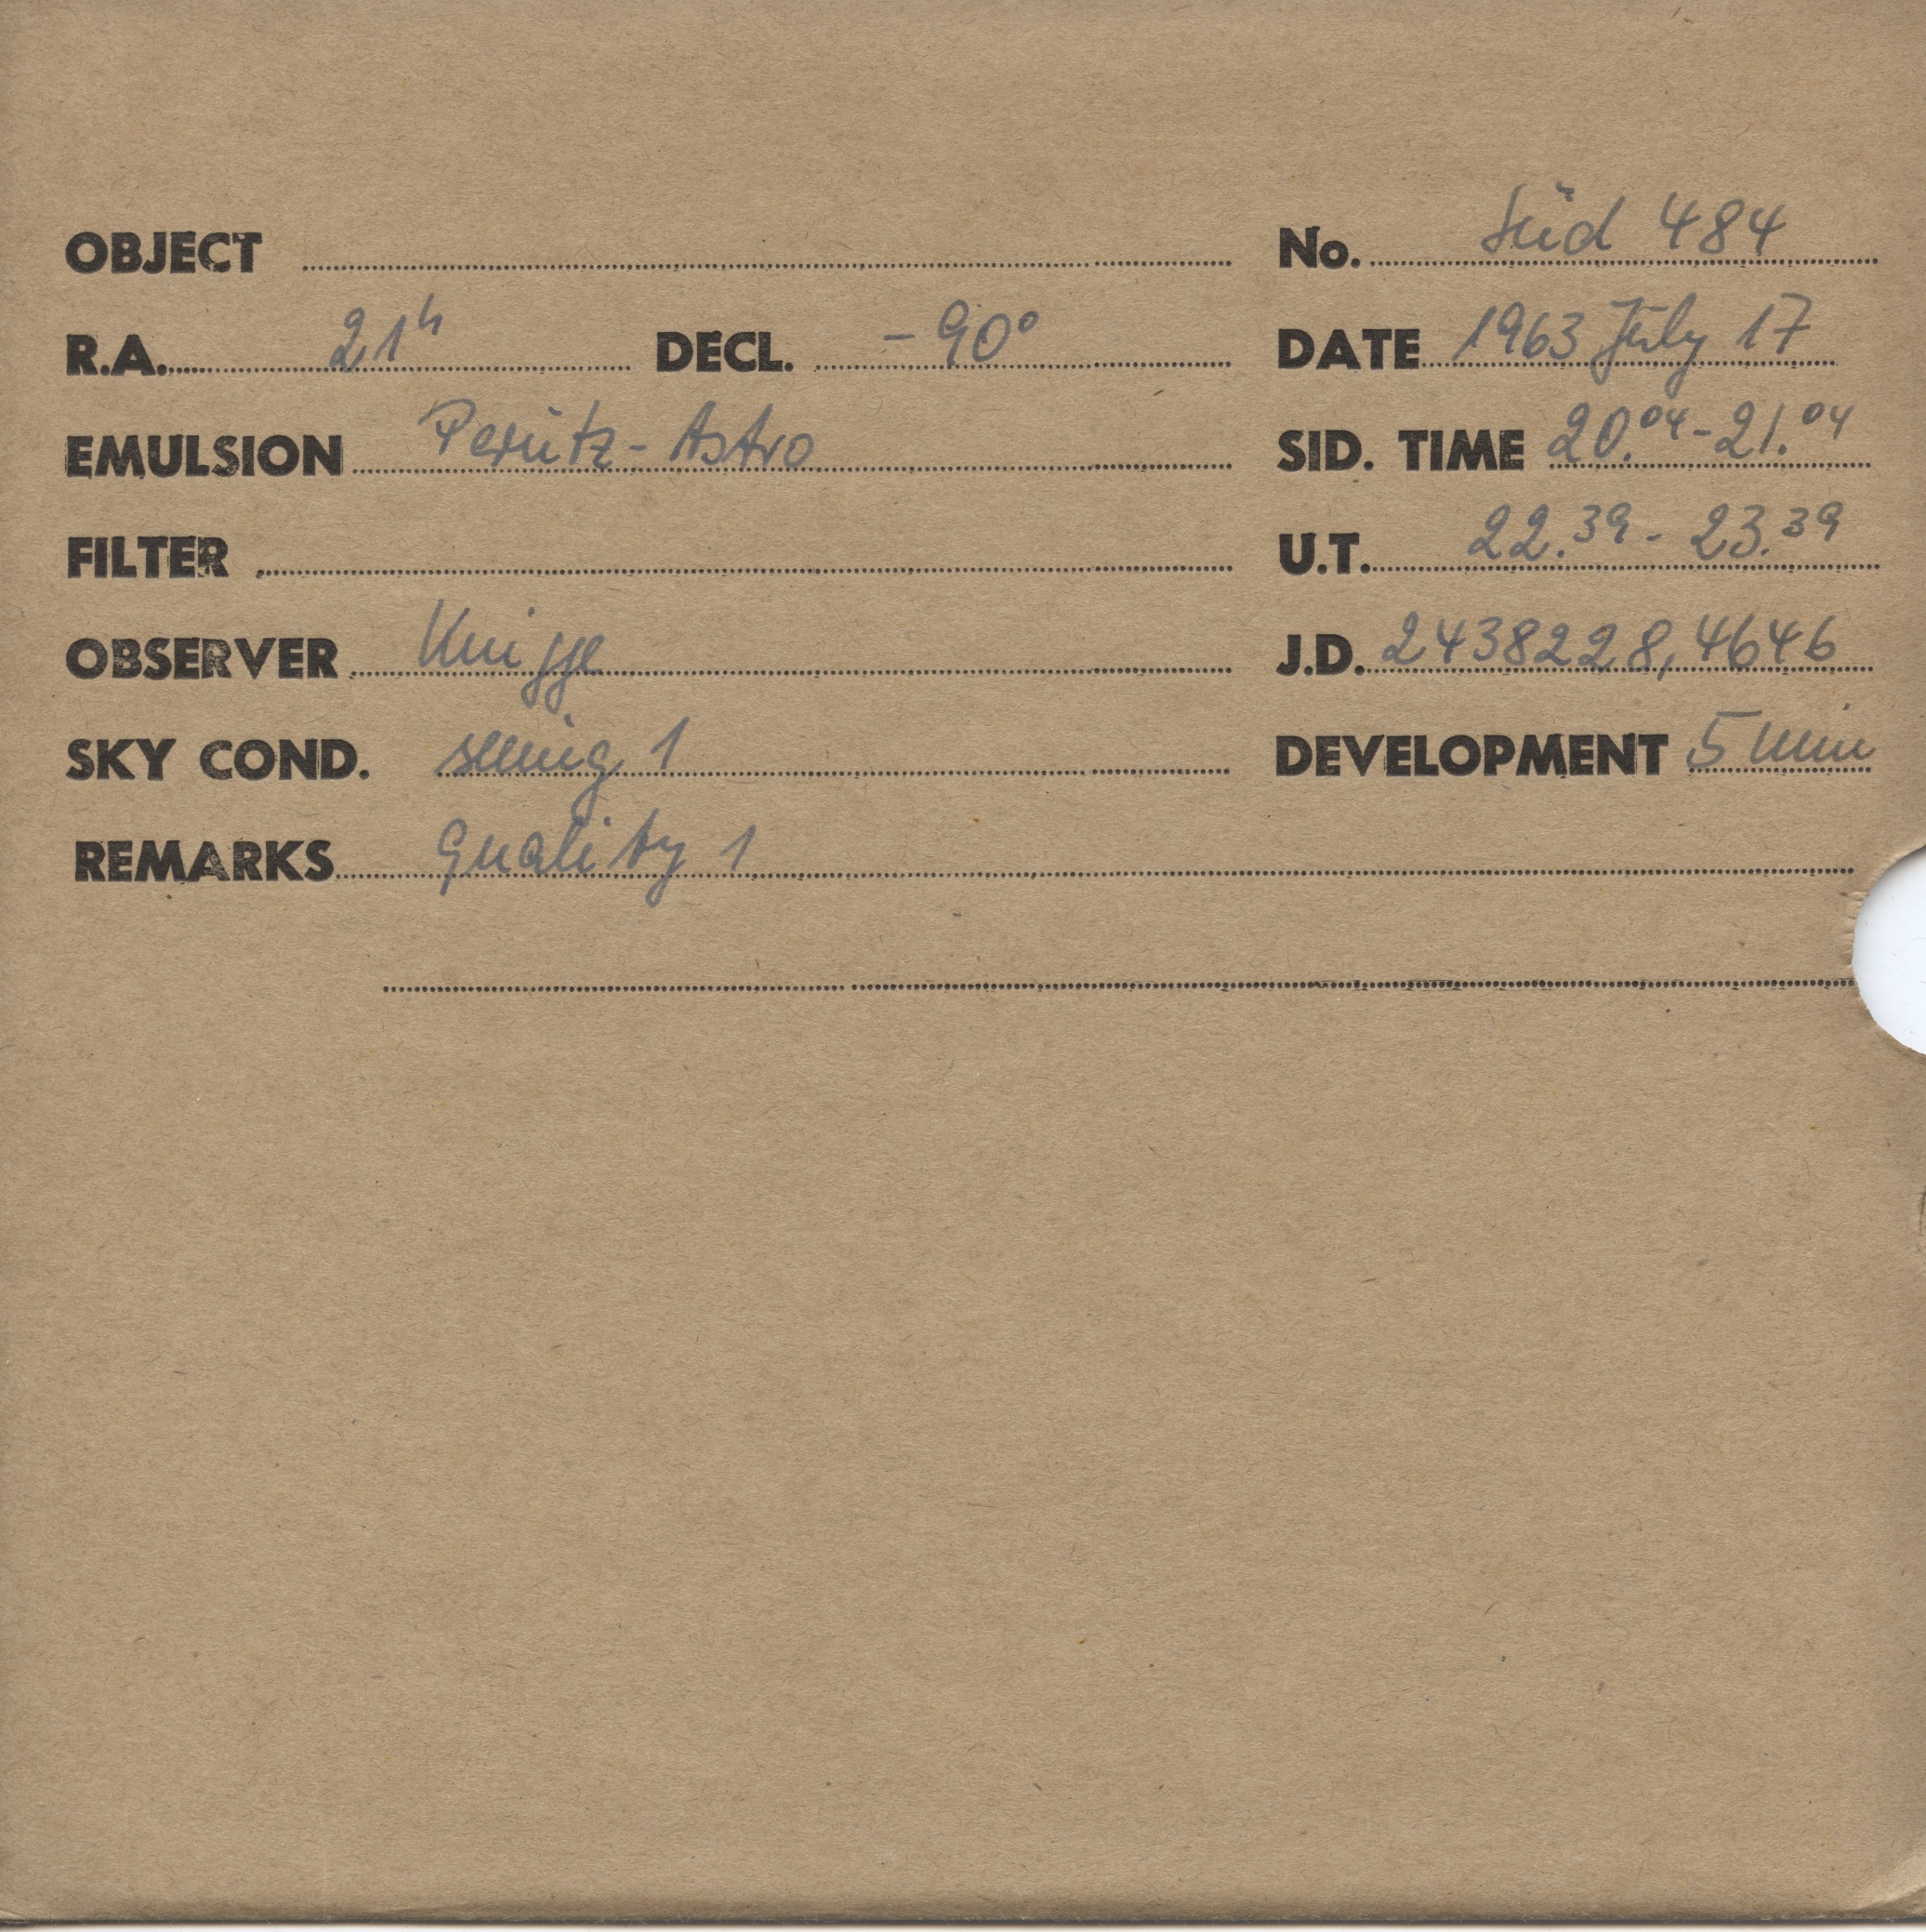 OBJECT No. Süd 484
R.A. 21h DECL. -90° DATE 1963 July 17
EMULSION Perutz-Astro SID. TIME 20.04-21.04
FILTER U.T. 22.39 - 23.39
OBSERVER Knigge J.D. 2438228,4646
SKY COND. seeing 1 DEVELOPMENT 5 min
REMARKS quality 1